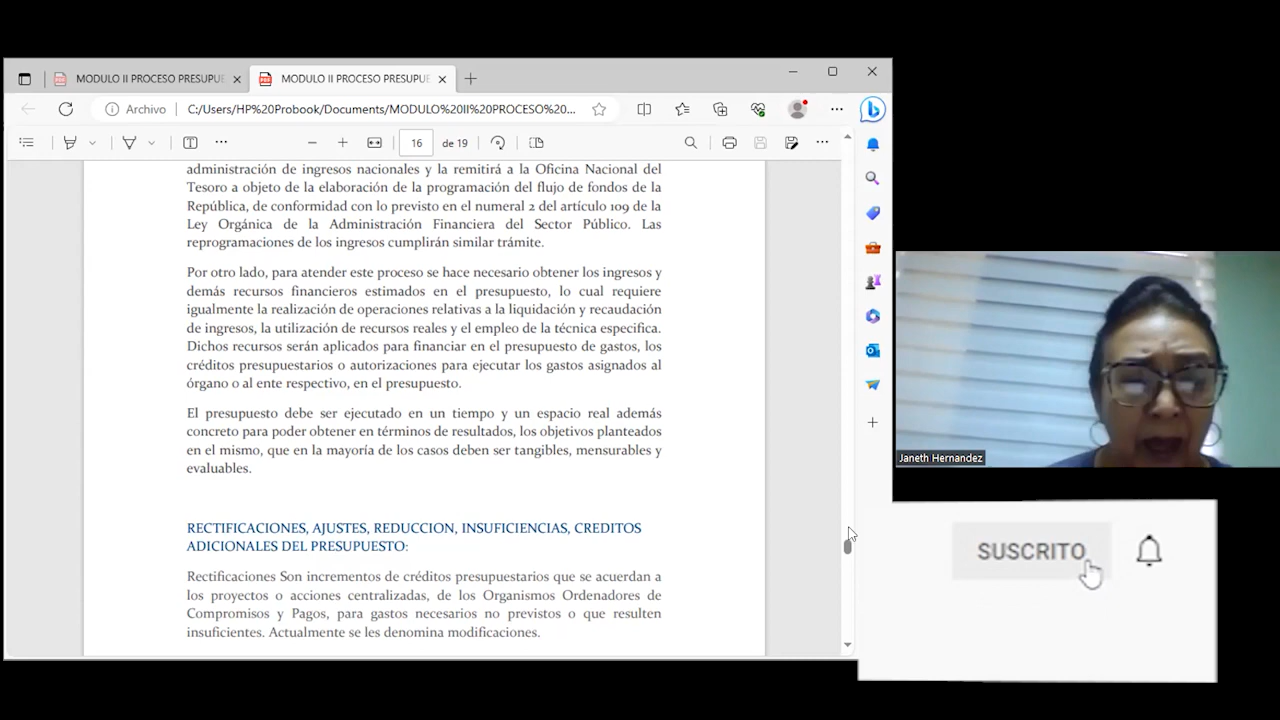 MODULO II PROCESO PRESUPUE
MODULO II PROCESO PRESUPUE
Archivo
C:/Users/HP%20Probook/Documents/MODULO%20II%20PROCESO%20...
16 de 19
administración de ingresos nacionales y la remitirá a la Oficina Nacional del
Tesoro a objeto de la elaboración de la programación del flujo de fondos de la
República, de conformidad con lo previsto en el numeral 2 del artículo 109 de la
Ley Orgánica de la Administración Financiera del Sector Público. Las
reprogramaciones de los ingresos cumplirán similar trámite.
Por otro lado, para atender este proceso se hace necesario obtener los ingresos y
demás recursos financieros estimados en el presupuesto, lo cual requiere
igualmente la realización de operaciones relativas a la liquidación y recaudación
de ingresos, la utilización de recursos reales y el empleo de la técnica especifica.
Dichos recursos serán aplicados para financiar en el presupuesto de gastos, los
créditos presupuestarios o autorizaciones para ejecutar los gastos asignados al
órgano o al ente respectivo, en el presupuesto.
El presupuesto debe ser ejecutado en un tiempo y un espacio real además
concreto para poder obtener en términos de resultados, los objetivos planteados
en el mismo, que en la mayoría de los casos deben ser tangibles, mensurables y
evaluables.
RECTIFICACIONES, AJUSTES, REDUCCION, INSUFICIENCIAS, CREDITOS
ADICIONALES DEL PRESUPUESTO:
Rectificaciones Son incrementos de créditos presupuestarios que se acuerdan a
los proyectos o acciones centralizadas, de los Organismos Ordenadores de
Compromisos y Pagos, para gastos necesarios no previstos o que resulten
insuficientes. Actualmente se les denomina modificaciones.
Janeth Hernandez
SUSCRITO